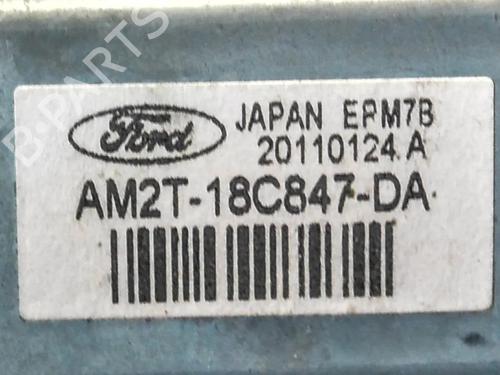 B-PARTS
Ford JAPAN EPM7B
20110124 A
AM2T-18C847-DA